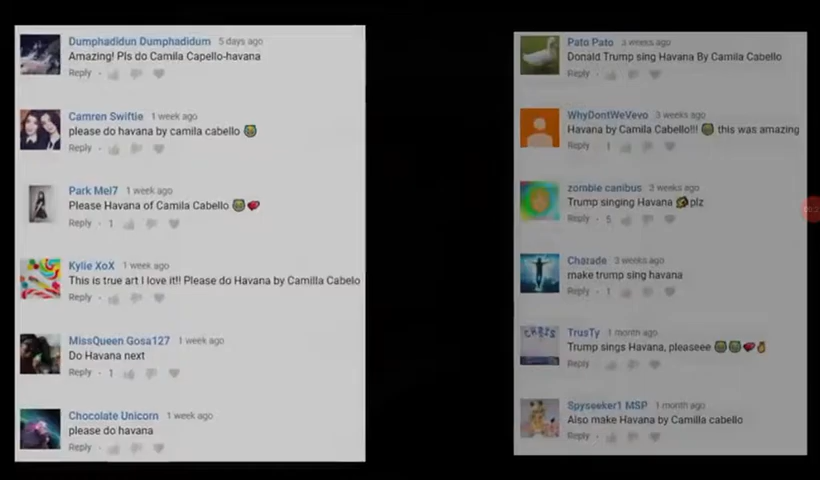 Dumphadidun Dumphadidum 5 days ago
Amazing! Pls do Camila Capello-havana
Reply
Camren Swiftie 1 week ago
please do havana by camila cabello
Reply
Park Mel7 1 week ago
Please Havana of Camila Cabello
Reply 1
Kylie XoX 1 week ago
This is true art I love it!! Please do Havana by Camilla Cabelo
Reply
MissQueen Gosa127 1 week ago
Do Havana next
Reply 1
Chocolate Unicorn 1 week ago
please do havana
Reply
Pato Pato 3 weeks ago
Donald Trump sing Havana By Camila Cabello
Reply
WhyDontWeVevo 3 weeks ago
Havana by Camila Cabello!!! this was amazing
Reply 1
zombie canibus 3 weeks ago
Trump singing Havana plz
Reply 5
Charade 3 weeks ago
make trump sing havana
Reply 1
TrusTy 1 month ago
Trump sings Havana, pleaseee
Reply
Spyseeker1 MSP 1 month ago
Also make Havana by Camilla cabello
Reply